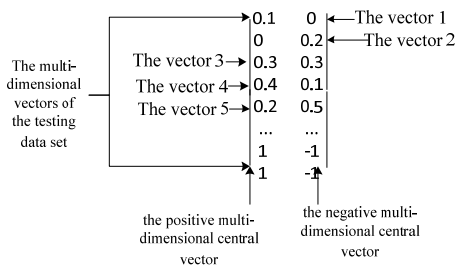 0.1 0 The vector 1
0 0.2 The vector 2
The vector 3 0.3 0.3
The vector 4 0.4 0.1
The vector 5 0.2 0.5
... ...
1 -1
1 -1
The multi-
dimensional
vectors of
the testing
data set
the positive multi-
dimensional central
vector
the negative multi-
dimensional central
vector